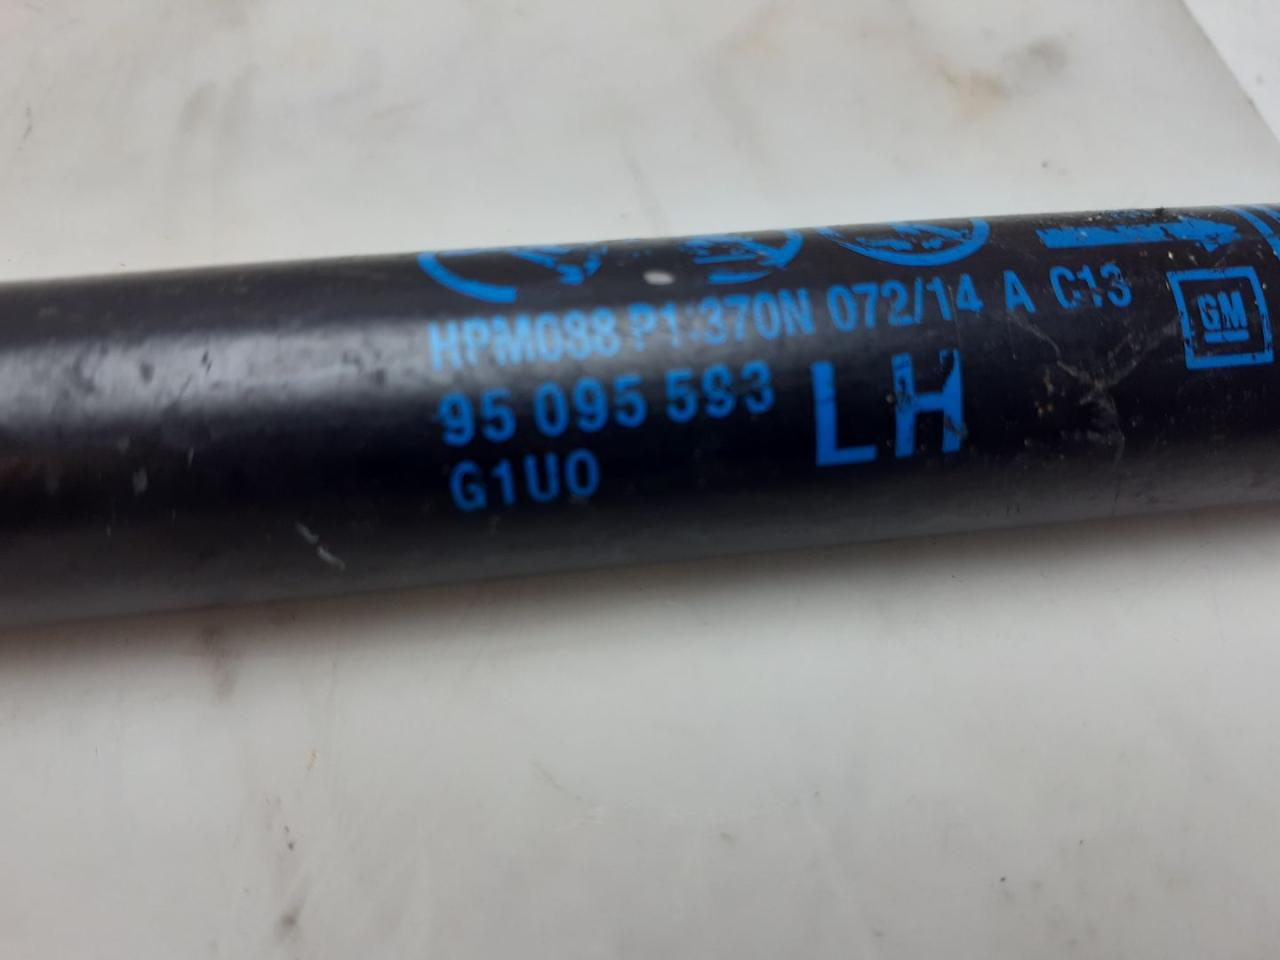 HPM088 P1:370N 072/14 A C13
GM
95 095 593 LH
G1U0